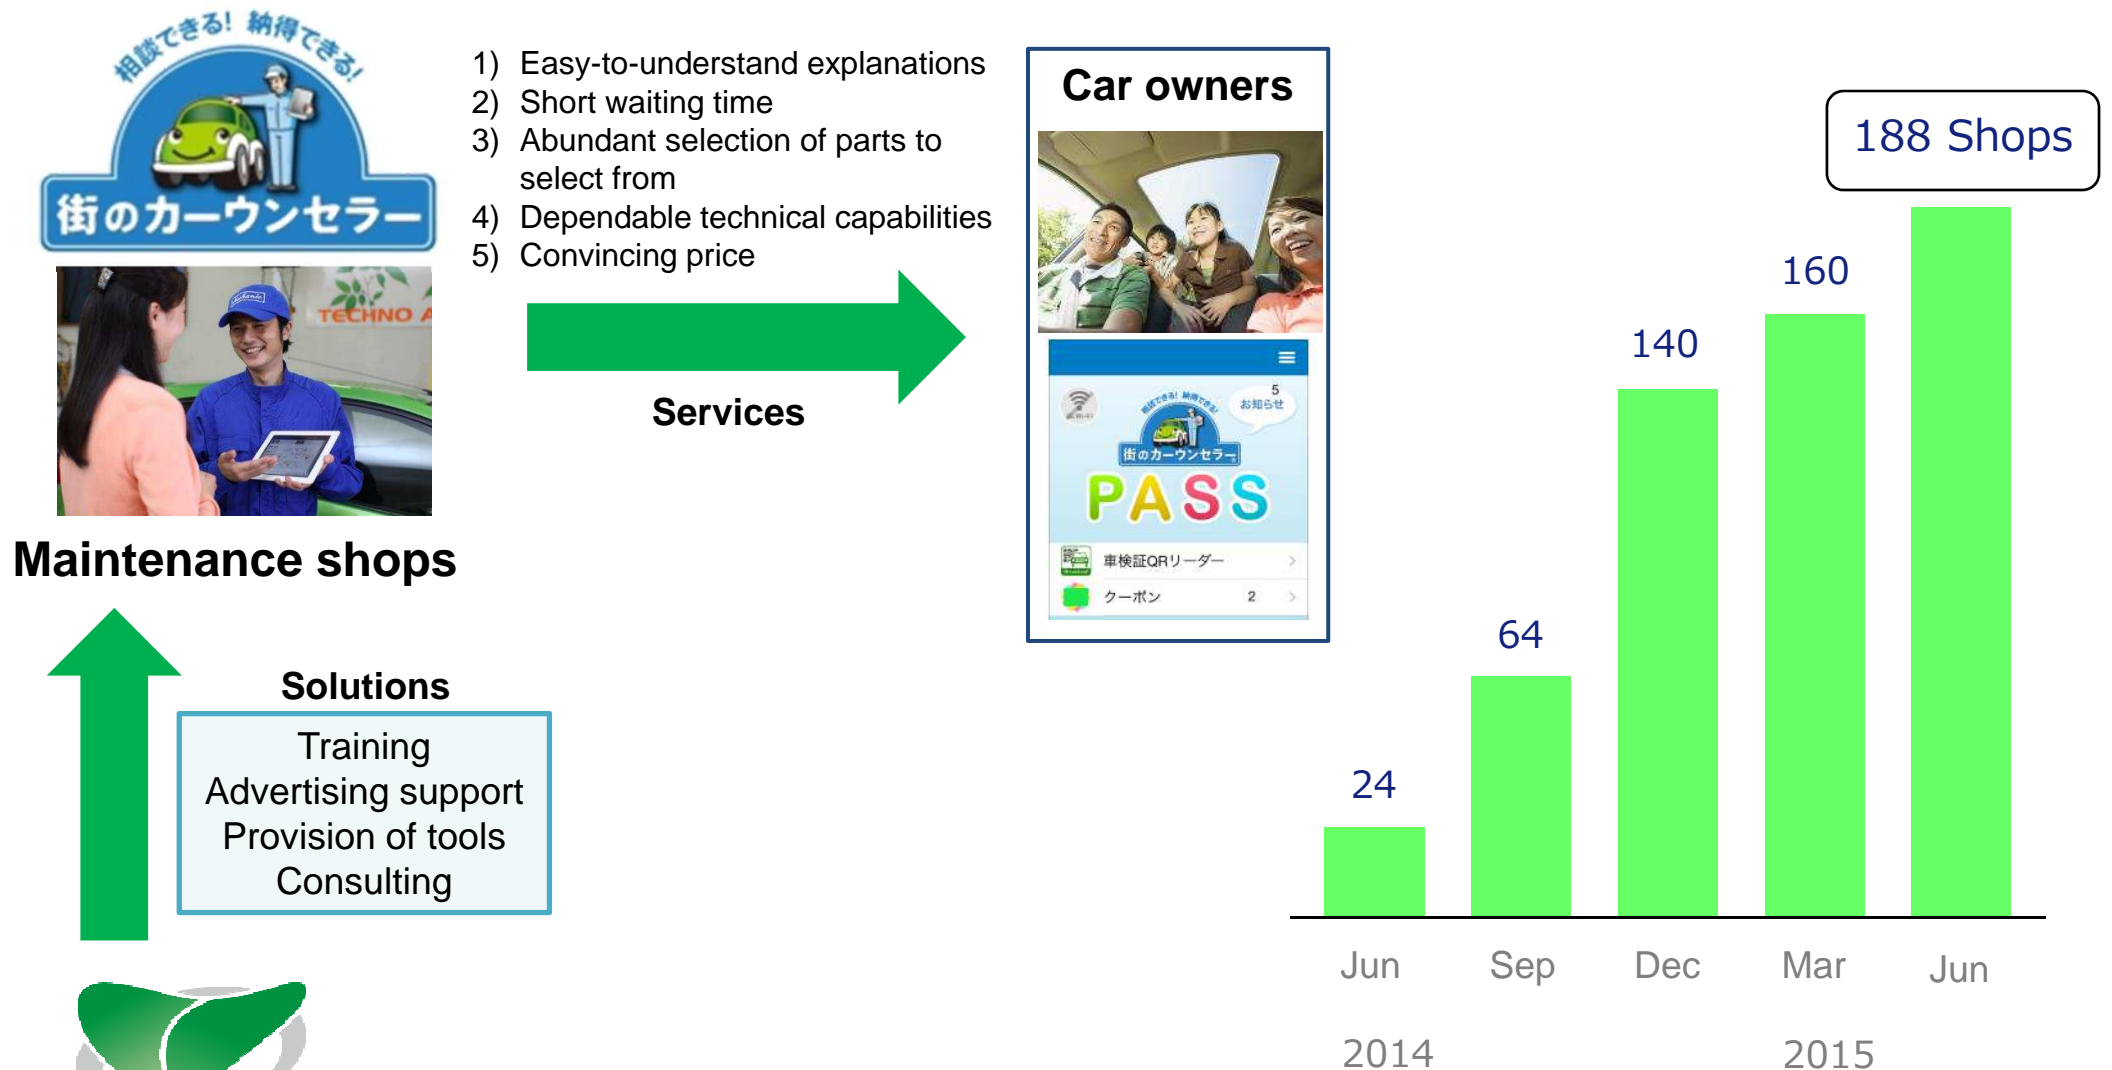 相談できる! 納得できる!
街のカーウンセラー
1) Easy-to-understand explanations
2) Short waiting time
3) Abundant selection of parts to
select from
4) Dependable technical capabilities
5) Convincing price
Services
TECHNO A
Maintenance shops
Solutions
Training
Advertising support
Provision of tools
Consulting
Car owners
5
お知らせ
Wi-Fi
相談できる! 納得できる!
街のカーウンセラー
PASS
車検証QRリーダー
クーポン 2
188 Shops
160
140
64
24
Jun Sep Dec Mar Jun
2014 2015